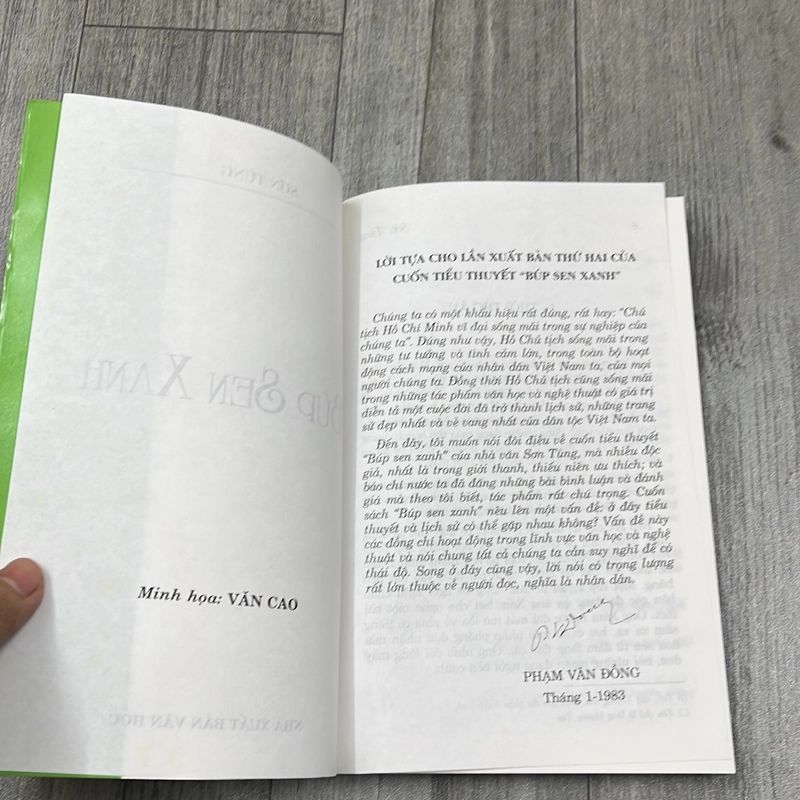 Minh họa: VĂN CAO
LỜI TỰA CHO LẦN XUẤT BẢN THỨ HAI CỦA
CUỐN TIỂU THUYẾT "BÚP SEN XANH"
Chúng ta có một khẩu hiệu rất đúng, rất hay: "Chủ
tịch Hồ Chí Minh vĩ đại sống mãi trong sự nghiệp của
chúng ta". Đúng như vậy, Hồ Chủ tịch sống mãi trong
những tư tưởng và tình cảm lớn, trong toàn bộ hoạt
động cách mạng của nhân dân Việt Nam ta, của mọi
người chúng ta. Đồng thời Hồ Chủ tịch cũng sống mãi
trong những tác phẩm văn học và nghệ thuật có giá trị
diễn tả một cuộc đời đã trở thành lịch sử, những trang
sử đẹp nhất và vẻ vang nhất của dân tộc Việt Nam ta.
Đến đây, tôi muốn nói đôi điều về cuốn tiểu thuyết
"Búp sen xanh" của nhà văn Sơn Tùng, mà nhiều độc
giả, nhất là trong giới thanh, thiếu niên ưu thích; và
báo chí nước ta đã đăng những bài bình luận và đánh
giá mà theo tôi biết, tác phẩm rất chú trọng. Cuốn
sách "Búp sen xanh" nêu lên một vấn đề: ở đây tiểu
thuyết và lịch sử có thể gặp nhau không? Vấn đề này
các đồng chí hoạt động trong lĩnh vực văn học và nghệ
thuật và nói chung tất cả chúng ta cần suy nghĩ để có
thái độ. Song ở đây cũng vậy, lời nói có trọng lượng
rất lớn thuộc về người đọc, nghĩa là nhân dân.
PHẠM VĂN ĐỒNG
Tháng 1-1983